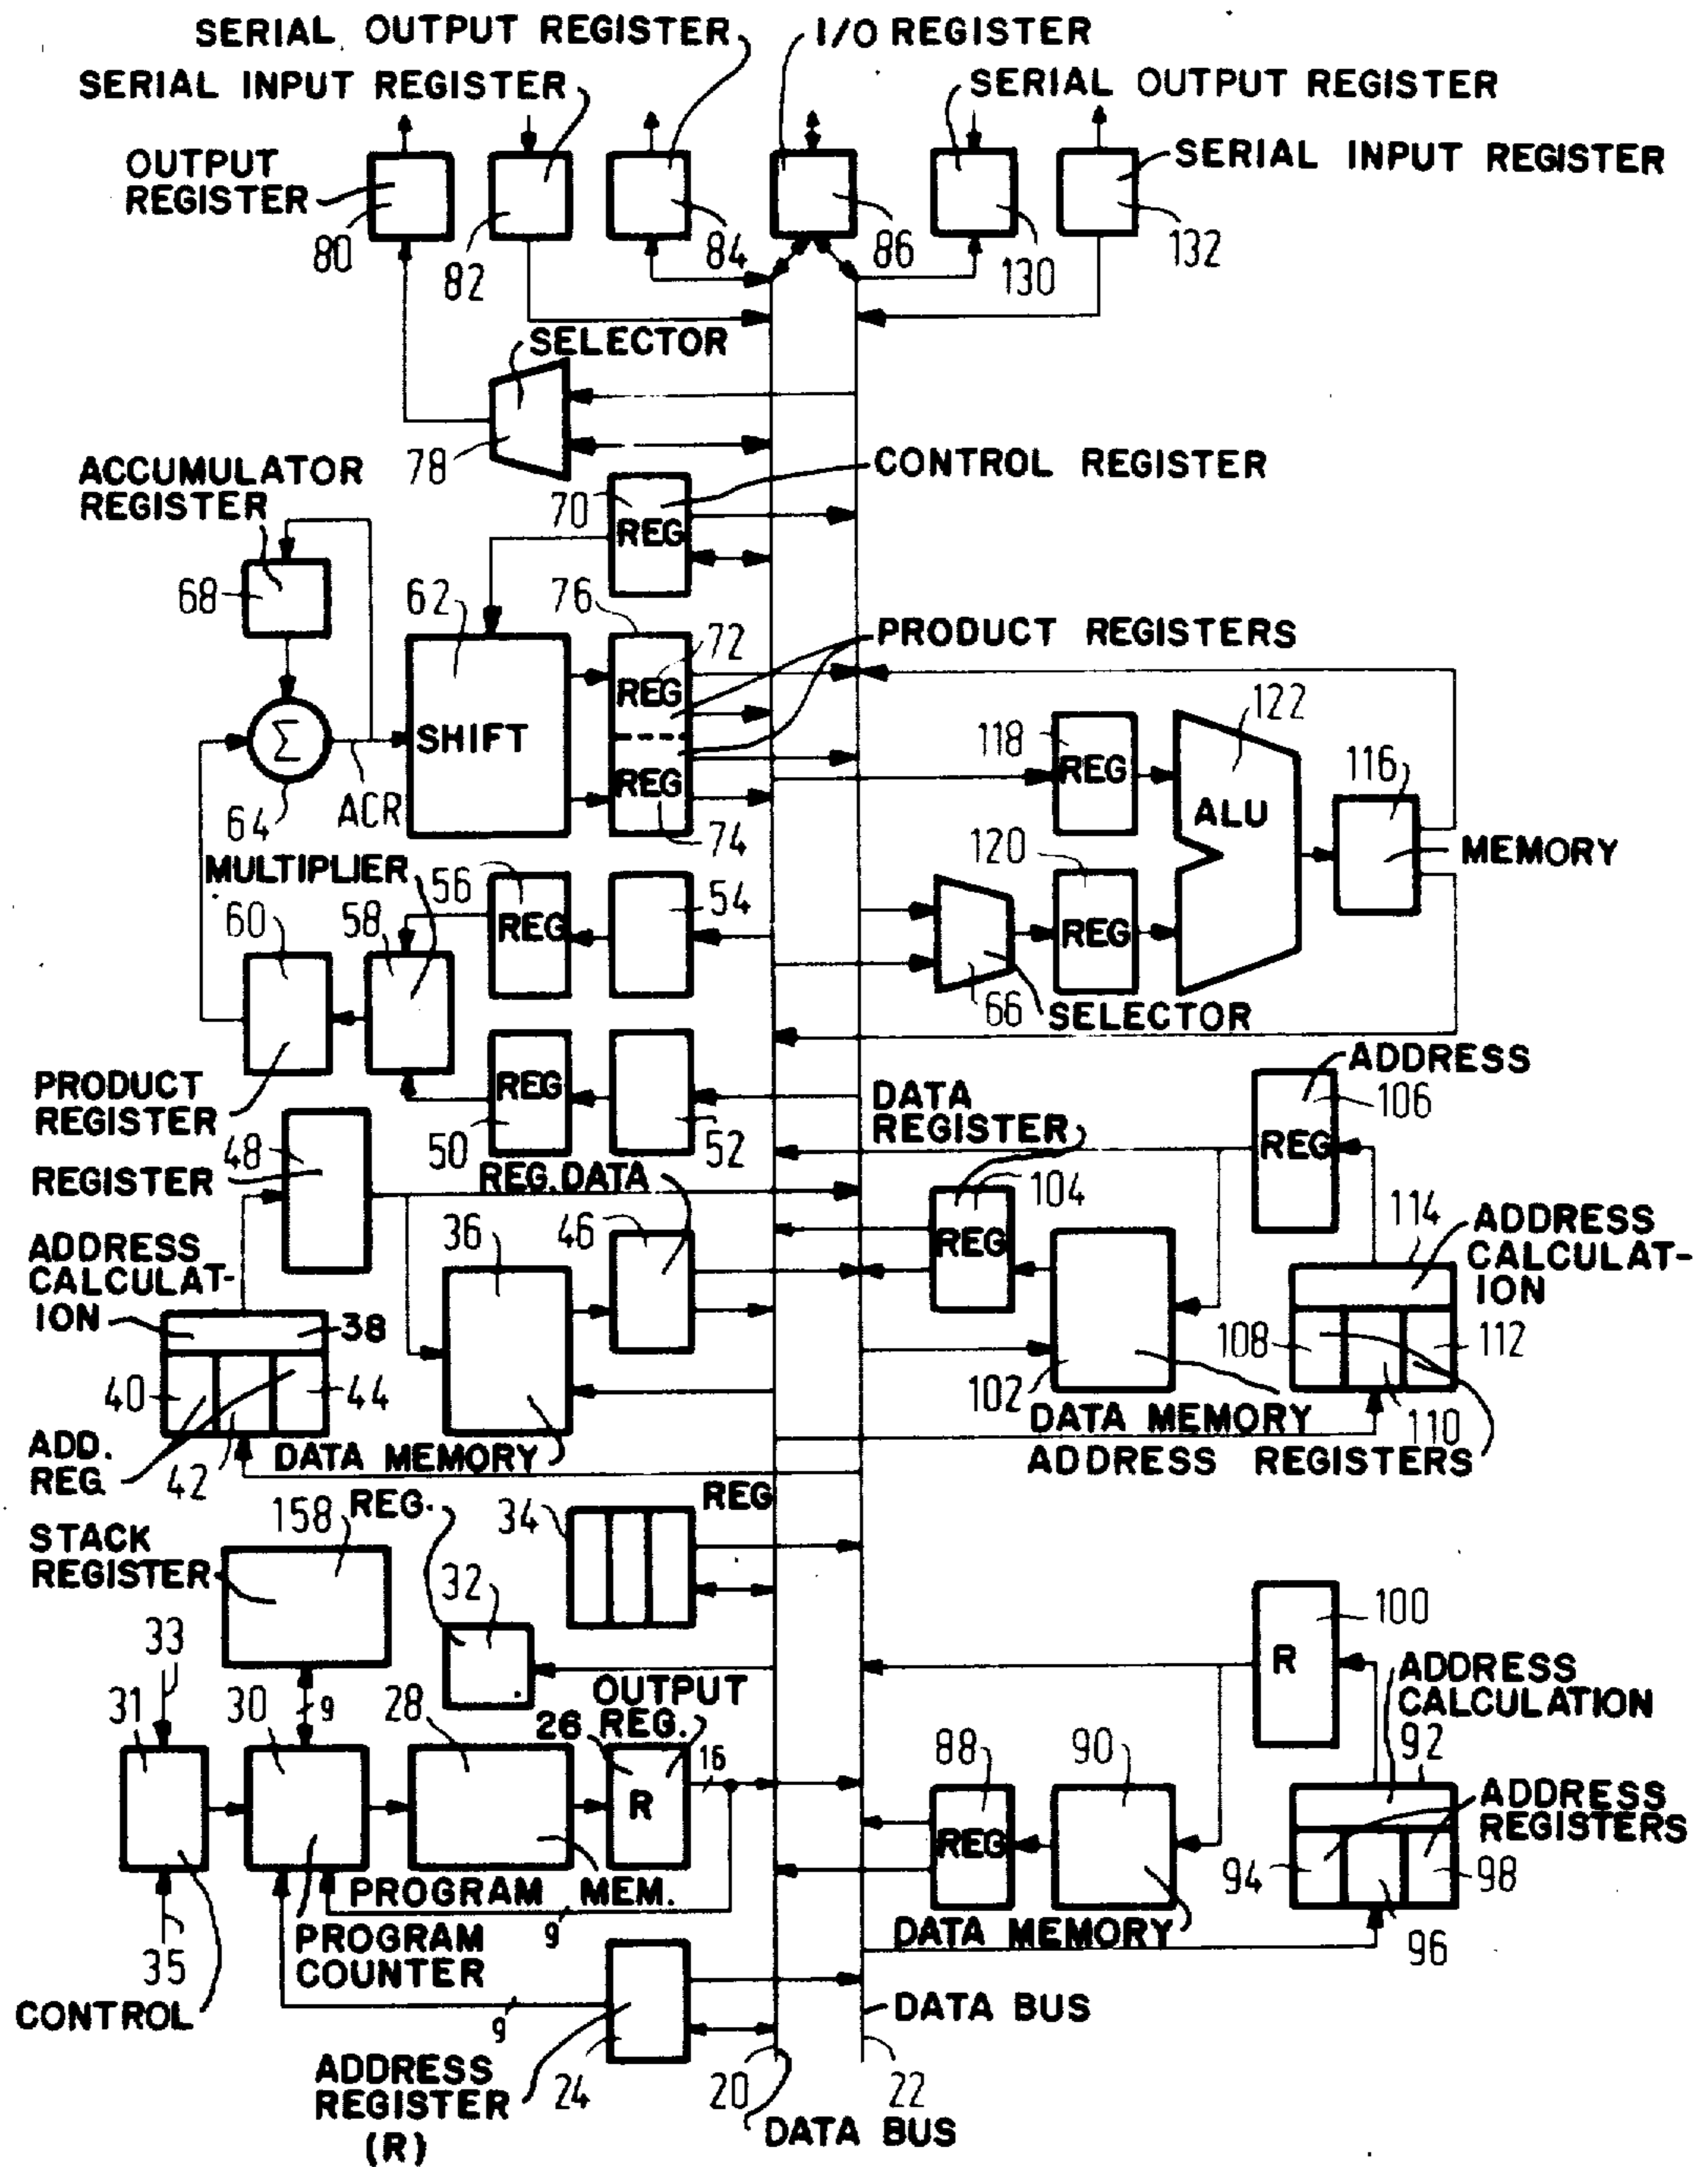 SERIAL OUTPUT REGISTER
I/O REGISTER
SERIAL INPUT REGISTER
SERIAL OUTPUT REGISTER
OUTPUT
REGISTER
SERIAL INPUT REGISTER
80
82
84
86
130
132
SELECTOR
78
ACCUMULATOR
REGISTER
CONTROL REGISTER
70
REG
68
62
76
72
PRODUCT REGISTERS
REG
Σ
SHIFT
118
REG
122
116
64
ACR
REG
74
ALU
MULTIPLIER
56
54
120
MEMORY
60
58
REG
REG
66
SELECTOR
PRODUCT
REGISTER
REG
50
52
DATA
REGISTER
ADDRESS
106
REG
48
REGISTER
REG. DATA
104
REG
114
ADDRESS
CALCULAT-
ION
ADDRESS
CALCULAT-
ION
36
46
38
108
112
40
44
102
110
ADD.
REG.
42
DATA MEMORY
DATA MEMORY
ADDRESS REGISTERS
158
REG.
34
REG
STACK
REGISTER
32
100
33
R
ADDRESS
CALCULATION
31
30
9
28
OUTPUT
REG.
26
16
88
90
92
R
REG
ADDRESS
REGISTERS
94
98
PROGRAM MEM.
9
PROGRAM
COUNTER
DATA MEMORY
96
35
CONTROL
9
DATA BUS
ADDRESS
REGISTER
(R)
24
20
22
DATA BUS